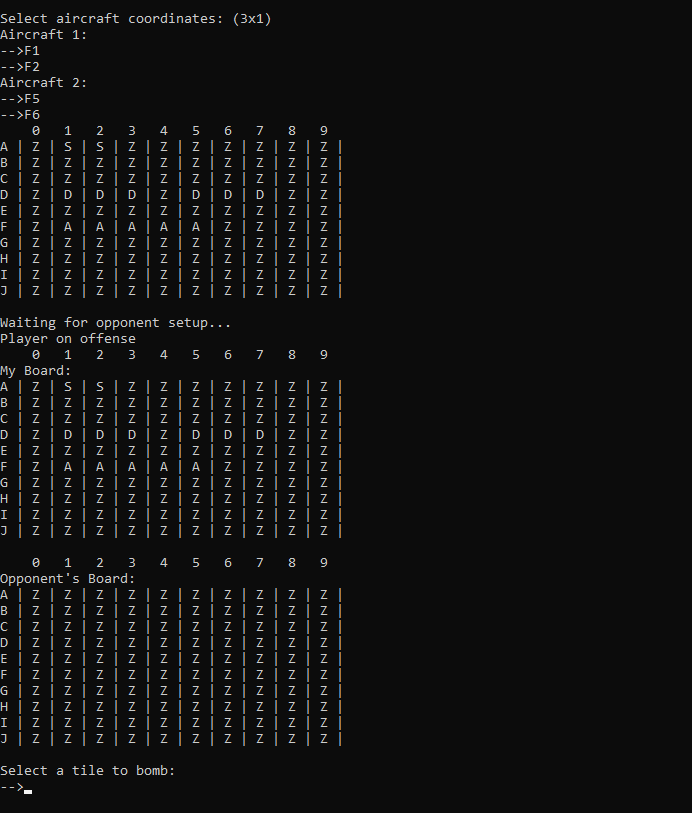 Select aircraft coordinates: (3x1)
Aircraft 1:
-->F1
-->F2
Aircraft 2:
-->F5
-->F6
    0   1   2   3   4   5   6   7   8   9
A | Z | S | S | Z | Z | Z | Z | Z | Z | Z |
B | Z | Z | Z | Z | Z | Z | Z | Z | Z | Z |
C | Z | Z | Z | Z | Z | Z | Z | Z | Z | Z |
D | Z | D | D | D | Z | D | D | D | Z | Z |
E | Z | Z | Z | Z | Z | Z | Z | Z | Z | Z |
F | Z | A | A | A | A | A | Z | Z | Z | Z |
G | Z | Z | Z | Z | Z | Z | Z | Z | Z | Z |
H | Z | Z | Z | Z | Z | Z | Z | Z | Z | Z |
I | Z | Z | Z | Z | Z | Z | Z | Z | Z | Z |
J | Z | Z | Z | Z | Z | Z | Z | Z | Z | Z |
Waiting for opponent setup...
Player on offense
    0   1   2   3   4   5   6   7   8   9
My Board:
A | Z | S | S | Z | Z | Z | Z | Z | Z | Z |
B | Z | Z | Z | Z | Z | Z | Z | Z | Z | Z |
C | Z | Z | Z | Z | Z | Z | Z | Z | Z | Z |
D | Z | D | D | D | Z | D | D | D | Z | Z |
E | Z | Z | Z | Z | Z | Z | Z | Z | Z | Z |
F | Z | A | A | A | A | A | Z | Z | Z | Z |
G | Z | Z | Z | Z | Z | Z | Z | Z | Z | Z |
H | Z | Z | Z | Z | Z | Z | Z | Z | Z | Z |
I | Z | Z | Z | Z | Z | Z | Z | Z | Z | Z |
J | Z | Z | Z | Z | Z | Z | Z | Z | Z | Z |
    0   1   2   3   4   5   6   7   8   9
Opponent's Board:
A | Z | Z | Z | Z | Z | Z | Z | Z | Z | Z |
B | Z | Z | Z | Z | Z | Z | Z | Z | Z | Z |
C | Z | Z | Z | Z | Z | Z | Z | Z | Z | Z |
D | Z | Z | Z | Z | Z | Z | Z | Z | Z | Z |
E | Z | Z | Z | Z | Z | Z | Z | Z | Z | Z |
F | Z | Z | Z | Z | Z | Z | Z | Z | Z | Z |
G | Z | Z | Z | Z | Z | Z | Z | Z | Z | Z |
H | Z | Z | Z | Z | Z | Z | Z | Z | Z | Z |
I | Z | Z | Z | Z | Z | Z | Z | Z | Z | Z |
J | Z | Z | Z | Z | Z | Z | Z | Z | Z | Z |
Select a tile to bomb:
-->